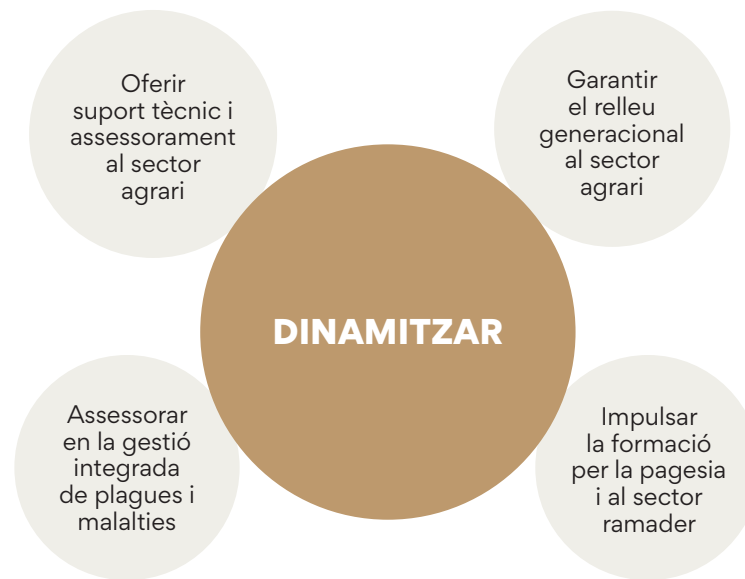 Oferir
suport tècnic i
assessorament
al sector
agrari
Garantir
el relleu
generacional
al sector
agrari
DINAMITZAR
Assessorar
en la gestió
integrada
de plagues i
malalties
Impulsar
la formació
per la pagesia
i al sector
ramader